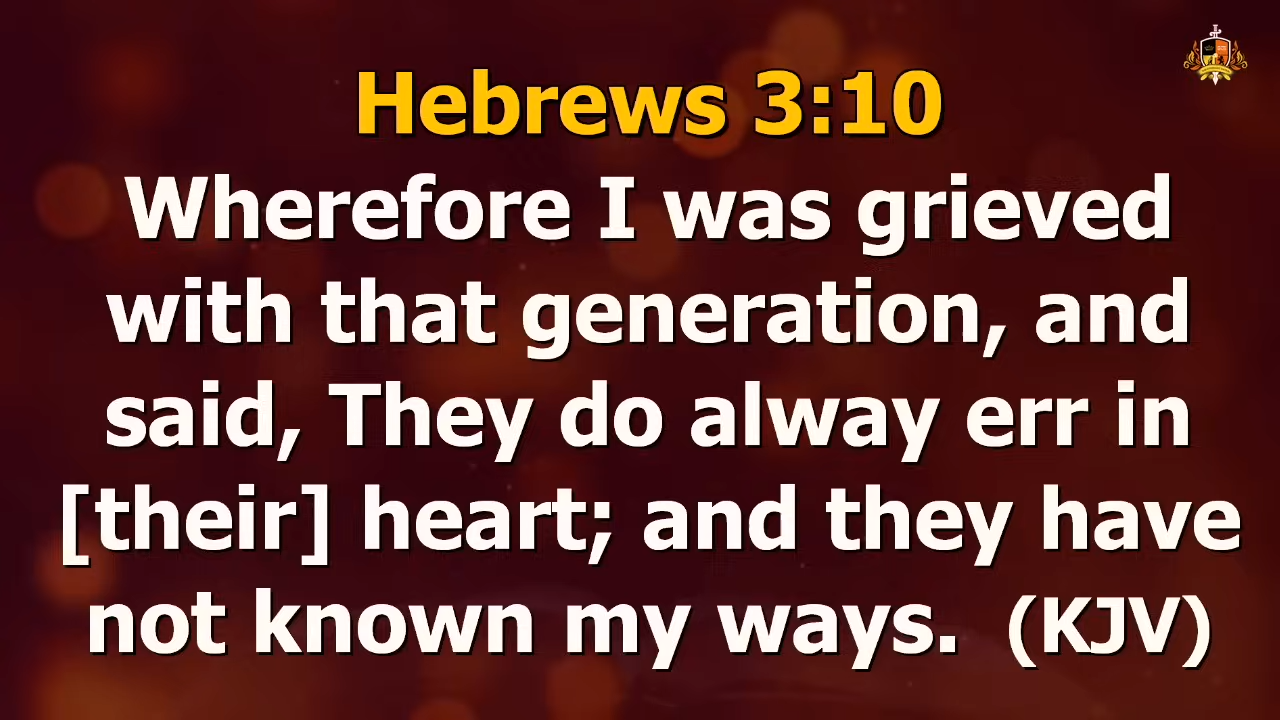 Hebrews 3:10
Wherefore I was grieved
with that generation, and
said, They do alway err in
[their] heart; and they have
not known my ways.  (KJV)